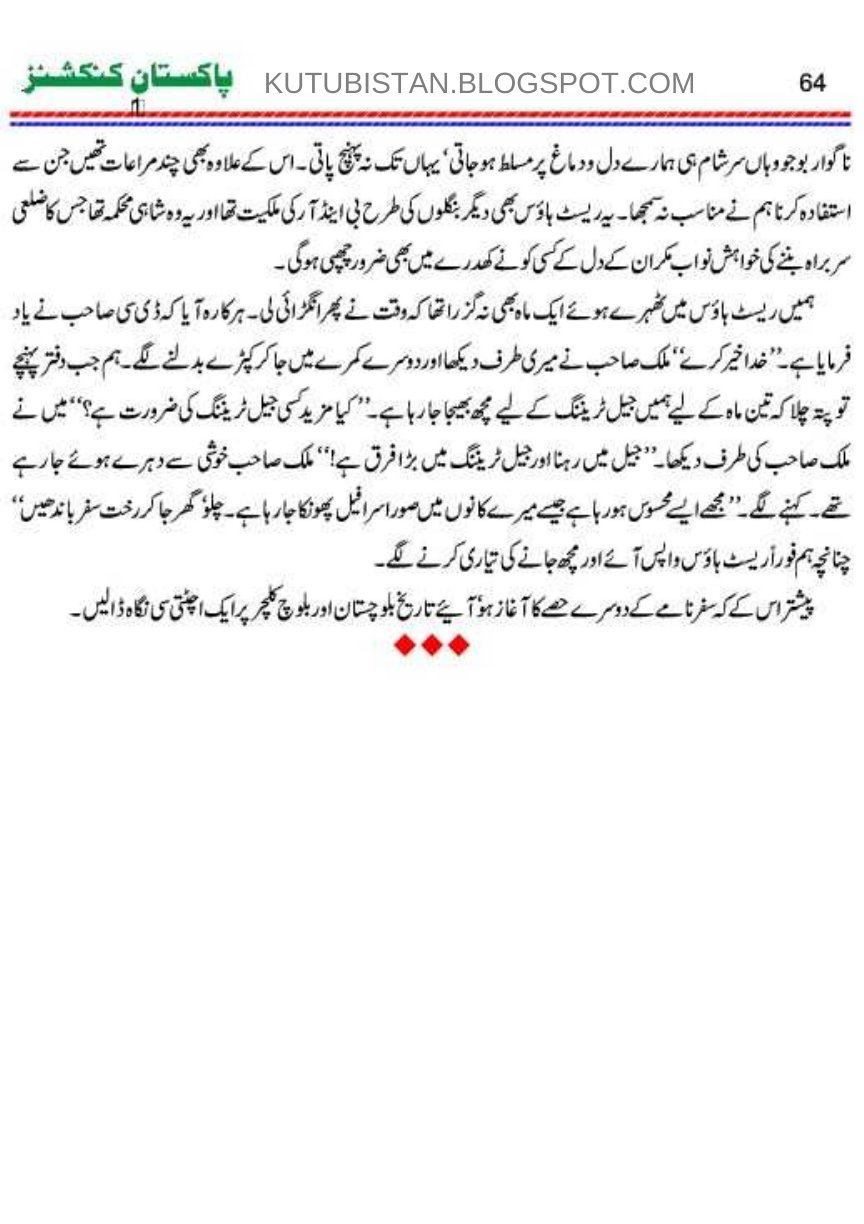 64 KUTUBISTAN.BLOGSPOT.COM پاکستان کنکشنز
ناگوار بو جو وہاں سرشام ہی ہمارے دل و دماغ پر مسلط ہو جاتی‘ یہاں تک نہ پہنچ پاتی۔ اس کے علاوہ بھی چند مراعات تھیں جن سے
استفادہ کرنا ہم نے مناسب نہ سمجھا۔ یہ ریسٹ ہاؤس بھی دیگر بنگلوں کی طرح بی اینڈ آر کی ملکیت تھا اور یہ وہ شاہی محکمہ تھا جس کا ضلعی
سربراہ بننے کی خواہش نواب مکران کے دل کے کسی کونے کھدرے میں بھی ضرور چھپی ہوگی۔
ہمیں ریسٹ ہاؤس میں ٹھہرے ہوئے ایک ماہ بھی نہ گزرا تھا کہ وقت نے پھر انگڑائی لی۔ ہرکارہ آیا کہ ڈی سی صاحب نے یاد
فرمایا ہے۔ ’’خدا خیر کرے‘‘ ملک صاحب نے میری طرف دیکھا اور دوسرے کمرے میں جا کر کپڑے بدلنے لگے۔ ہم جب دفتر پہنچے
تو پتہ چلا کہ تین ماہ کے لیے ہمیں جیل ٹریننگ کے لیے مچھ بھیجا جا رہا ہے۔ ’’کیا مزید کسی جیل ٹریننگ کی ضرورت ہے؟‘‘ میں نے
ملک صاحب کی طرف دیکھا۔ ’’جیل میں رہنا اور جیل ٹریننگ میں بڑا فرق ہے!‘‘ ملک صاحب خوشی سے دہرے ہوئے جا رہے
تھے۔ کہنے لگے۔ ’’مجھے ایسے محسوس ہو رہا ہے جیسے میرے کانوں میں صور اسرافیل پھونکا جا رہا ہے۔ چلو‘ گھر جا کر رخت سفر باندھیں‘‘
چنانچہ ہم فوراً ریسٹ ہاؤس واپس آئے اور مچھ جانے کی تیاری کرنے لگے۔
پیشتر اس کے کہ سفرنامے کے دوسرے حصے کا آغاز ہو‘ آیئے تاریخ بلوچستان اور بلوچ کلچر پر ایک اچٹتی سی نگاہ ڈالیں۔